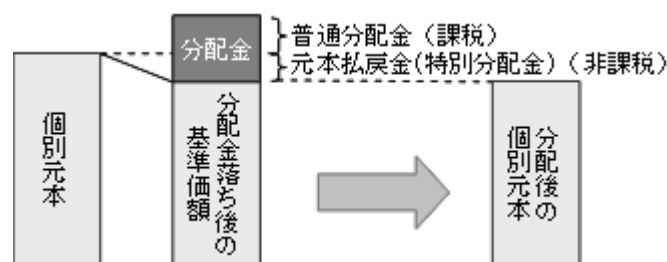 分配金
普通分配金（課税）
元本払戻金(特別分配金)（非課税）
個別元本
分配金落ち後の
基準価額
分配後の
個別元本